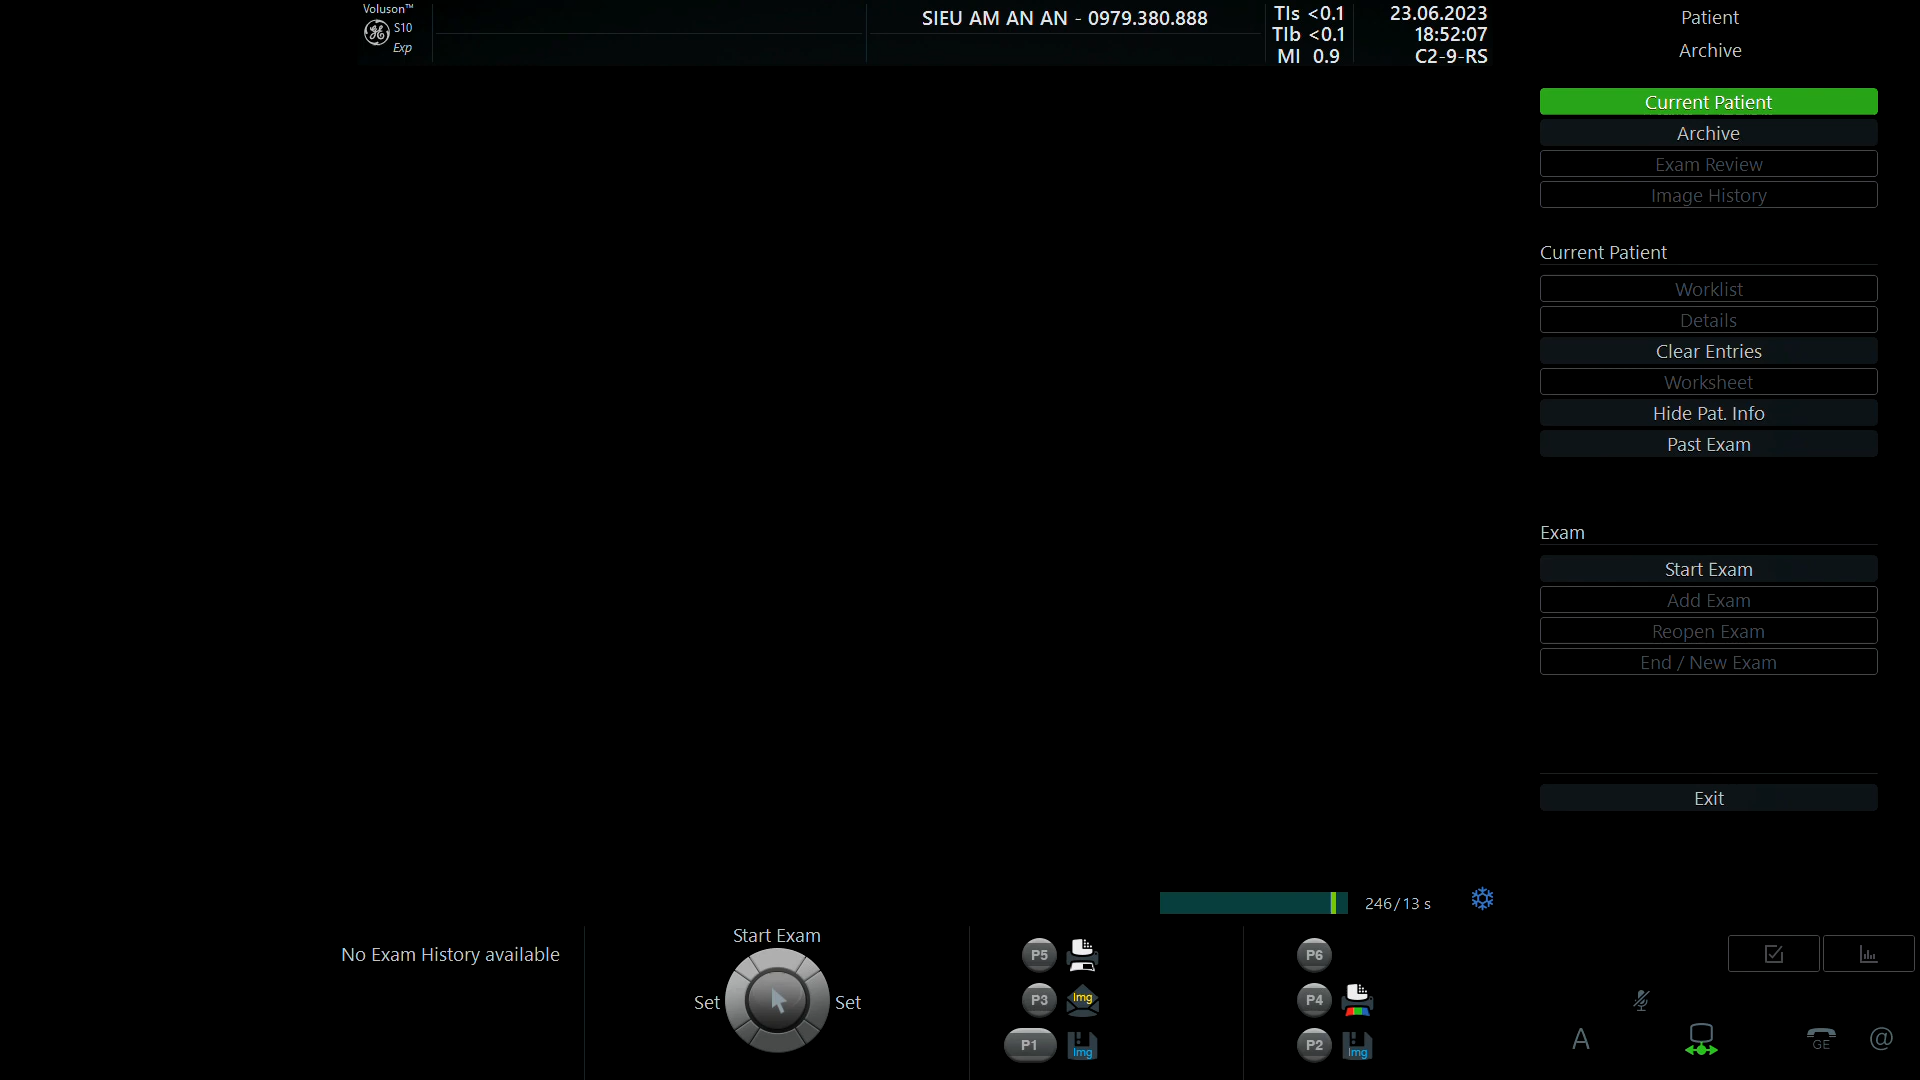 Voluson™
S10
Exp
SIEU AM AN AN - 0979.380.888
TIs <0.1
TIb <0.1
MI 0.9
23.06.2023
18:52:07
C2-9-RS
Patient
Archive
Current Patient
Archive
Exam Review
Image History
Current Patient
Worklist
Details
Clear Entries
Worksheet
Hide Pat. Info
Past Exam
Exam
Start Exam
Add Exam
Reopen Exam
End / New Exam
Exit
246/13 s
No Exam History available
Start Exam
Set
Set
P5
P3
Img
P1
Img
P6
P4
P2
Img
A
GE
@